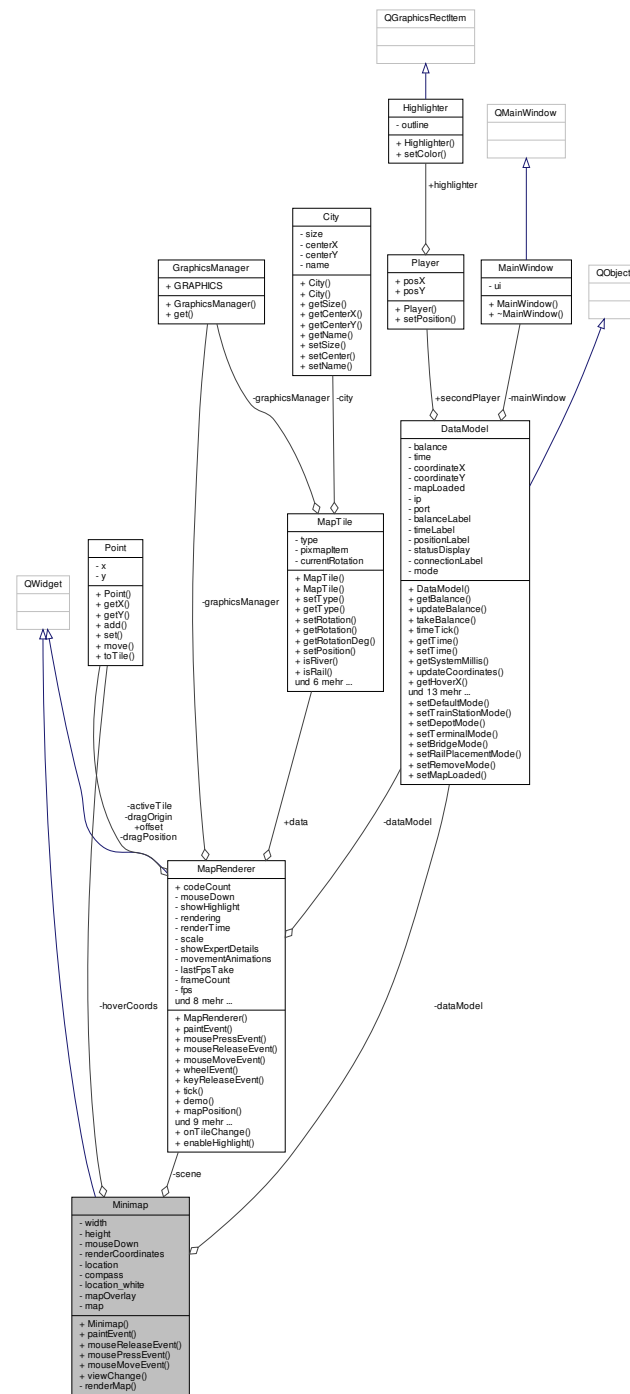 QGraphicsRectItem
Highlighter
- outline
+ Highlighter()
+ setColor()
QMainWindow
+highlighter
City
- size
- centerX
- centerY
- name
+ City()
+ City()
+ getSize()
+ getCenterX()
+ getCenterY()
+ getName()
+ setSize()
+ setCenter()
+ setName()
Player
+ posX
+ posY
+ Player()
+ setPosition()
MainWindow
- ui
+ MainWindow()
+ ~MainWindow()
GraphicsManager
+ GRAPHICS
+ GraphicsManager()
+ get()
QObject
-graphicsManager
-city
+secondPlayer
-mainWindow
DataModel
- balance
- time
- coordinateX
- coordinateY
- mapLoaded
- ip
- port
- balanceLabel
- timeLabel
- positionLabel
- statusDisplay
- connectionLabel
- mode
+ DataModel()
+ getBalance()
+ updateBalance()
+ takeBalance()
+ timeTick()
+ getTime()
+ setTime()
+ getSystemMillis()
+ updateCoordinates()
+ getHoverX()
und 13 mehr ...
+ setDefaultMode()
+ setTrainStationMode()
+ setDepotMode()
+ setTerminalMode()
+ setBridgeMode()
+ setRailPlacementMode()
+ setRemoveMode()
+ setMapLoaded()
MapTile
- type
- pixmapItem
- currentRotation
+ MapTile()
+ MapTile()
+ setType()
+ getType()
+ setRotation()
+ getRotation()
+ getRotationDeg()
+ setPosition()
+ isRiver()
+ isRail()
und 6 mehr ...
Point
- x
- y
+ Point()
+ getX()
+ getY()
+ add()
+ set()
+ move()
+ toTile()
QWidget
-graphicsManager
-activeTile
-dragOrigin
+offset
-dragPosition
+data
-dataModel
MapRenderer
+ codeCount
- mouseDown
- showHighlight
- rendering
- renderTime
- scale
- showExpertDetails
- movementAnimations
- lastFpsTake
- frameCount
- fps
und 8 mehr ...
+ MapRenderer()
+ paintEvent()
+ mousePressEvent()
+ mouseReleaseEvent()
+ mouseMoveEvent()
+ wheelEvent()
+ keyReleaseEvent()
+ tick()
+ demo()
+ mapPosition()
und 9 mehr ...
+ onTileChange()
+ enableHighlight()
-hoverCoords
-dataModel
-scene
Minimap
- width
- height
- mouseDown
- renderCoordinates
- location
- compass
- location_white
- mapOverlay
- map
+ Minimap()
+ paintEvent()
+ mouseReleaseEvent()
+ mousePressEvent()
+ mouseMoveEvent()
+ viewChange()
- renderMap()